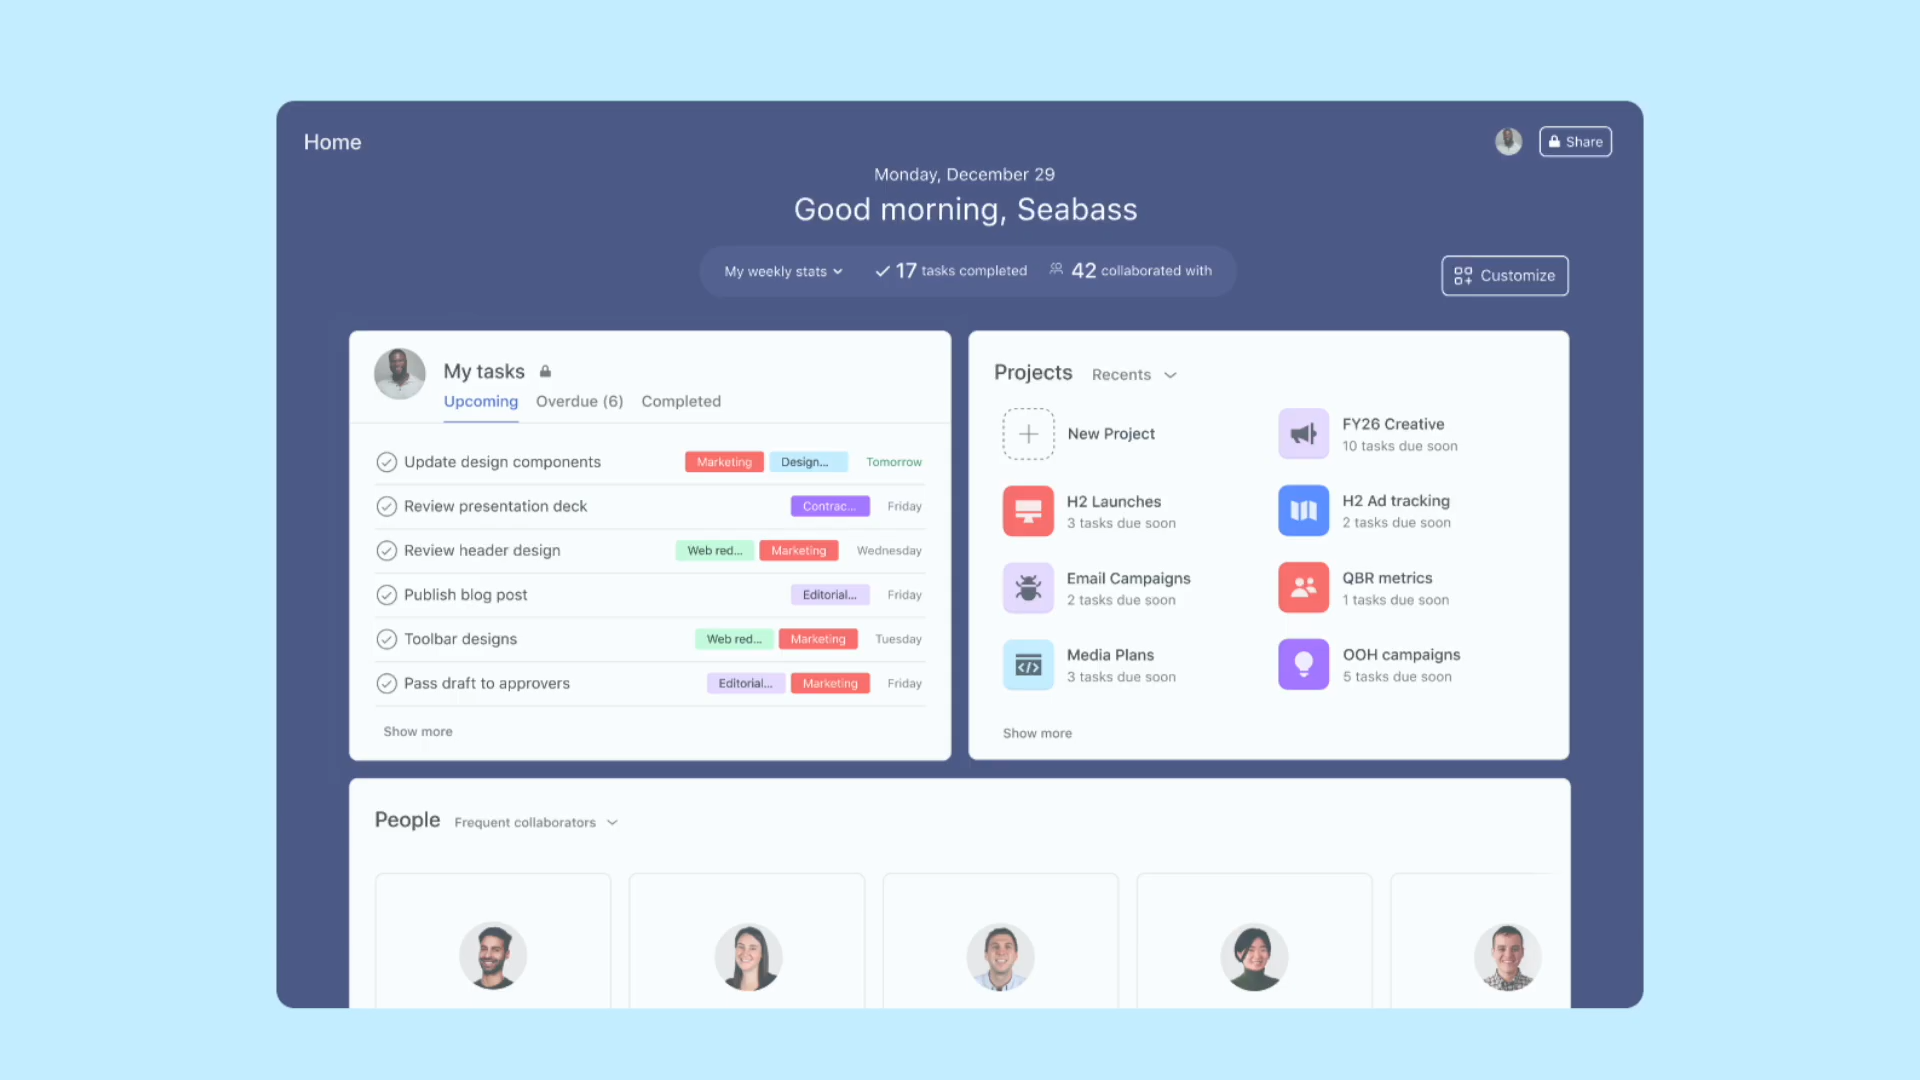 Home
Share
Monday, December 29
Good morning, Seabass
My weekly stats
17 tasks completed
42 collaborated with
Customize
My tasks
Upcoming
Overdue (6)
Completed
Update design components
Marketing
Design...
Tomorrow
Review presentation deck
Contrac...
Friday
Review header design
Web red...
Marketing
Wednesday
Publish blog post
Editorial...
Friday
Toolbar designs
Web red...
Marketing
Tuesday
Pass draft to approvers
Editorial...
Marketing
Friday
Show more
Projects
Recents
New Project
FY26 Creative
10 tasks due soon
H2 Launches
3 tasks due soon
H2 Ad tracking
2 tasks due soon
Email Campaigns
2 tasks due soon
QBR metrics
1 tasks due soon
Media Plans
3 tasks due soon
OOH campaigns
5 tasks due soon
Show more
People
Frequent collaborators